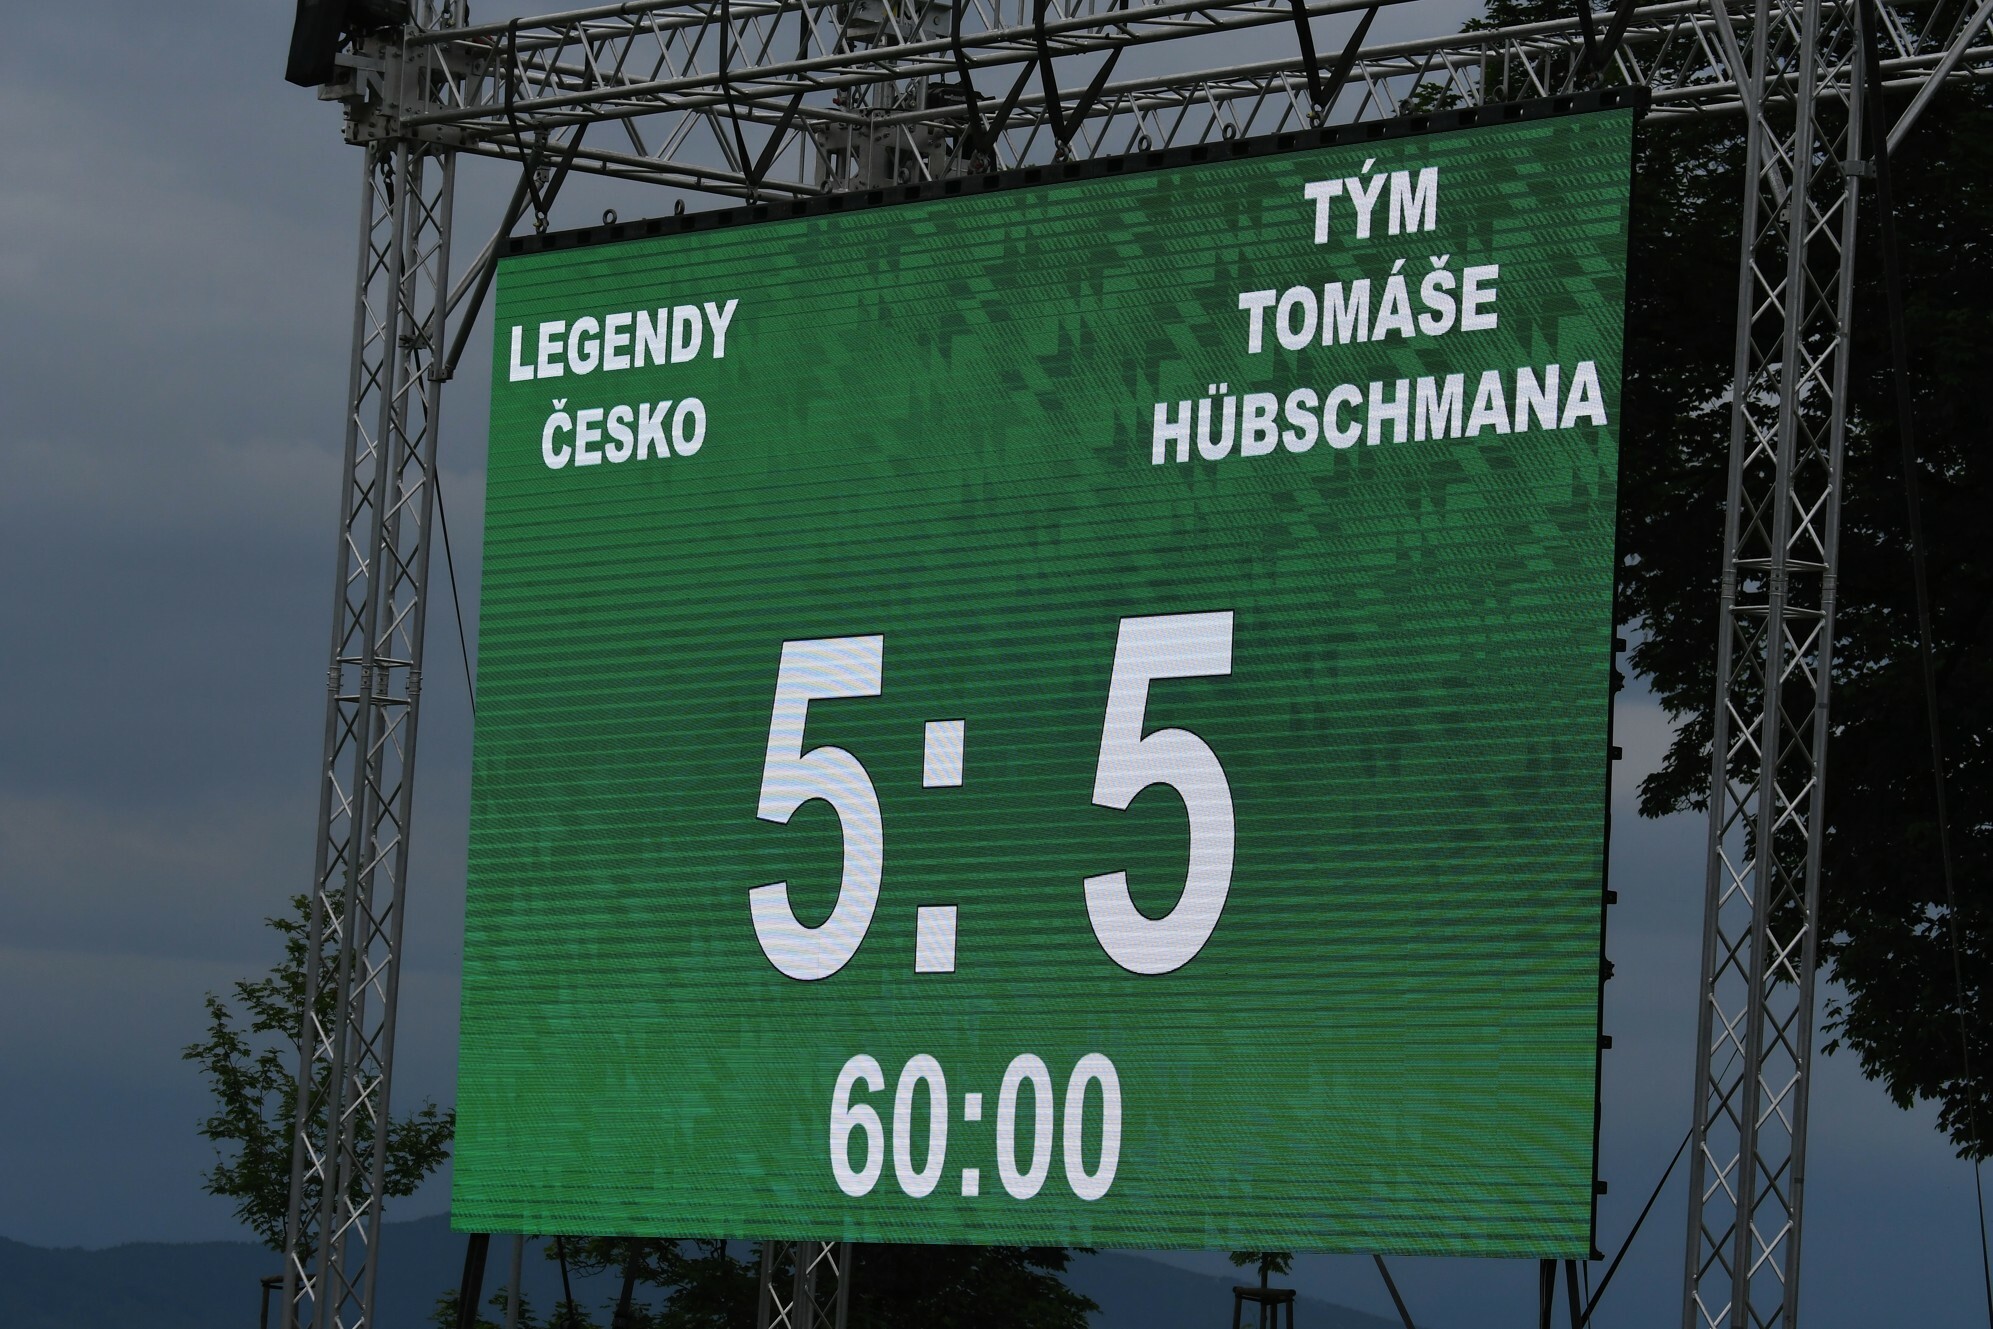 LEGENDY
ČESKO
TÝM
TOMÁŠE
HÜBSCHMANA
5:5
60:00